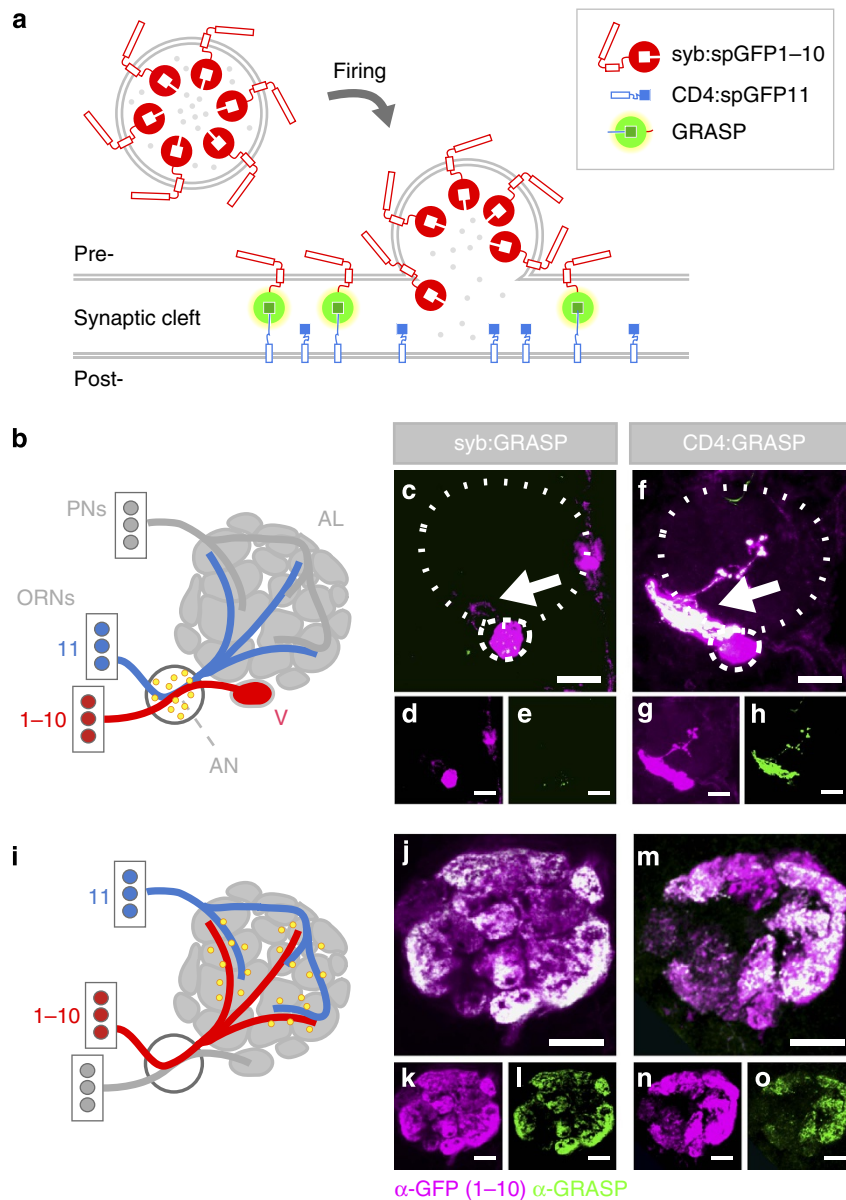 a
Firing
syb:spGFP1–10
CD4:spGFP11
GRASP
Pre-
Synaptic cleft
Post-
b
PNs
AL
ORNs
11
1–10
V
AN
syb:GRASP
CD4:GRASP
c
f
d
e
g
h
i
11
1–10
j
m
k
l
n
o
α-GFP (1–10) α-GRASP